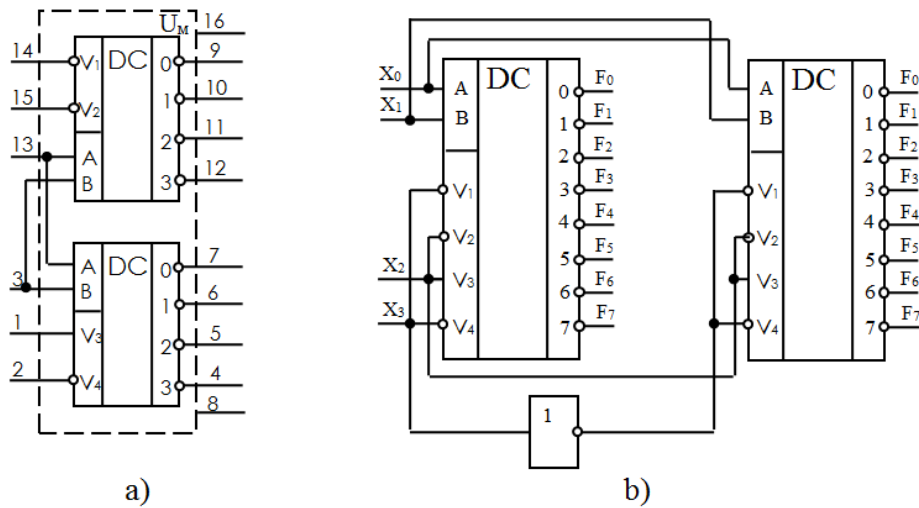 U_M 16
14 V₁ DC 0 9
15 V₂ 1 10
2 11
13 A
B 3 12
A DC 0 7
3 B 1 6
1 V₃ 2 5
2 V₄ 3 4
8
a)
X₀ A DC 0 F₀
X₁ B 1 F₁
2 F₂
V₁ 3 F₃
4 F₄
V₂ 5 F₅
X₂ V₃ 6 F₆
X₃ V₄ 7 F₇
A DC 0 F₀
B 1 F₁
2 F₂
V₁ 3 F₃
4 F₄
V₂ 5 F₅
V₃ 6 F₆
V₄ 7 F₇
1
b)